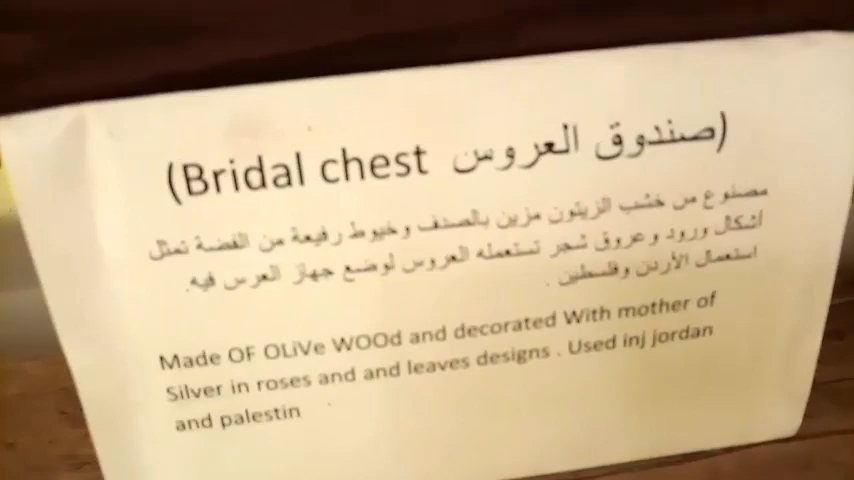 (Bridal chest صندوق العروس)
مصنوع من خشب الزيتون مزين بالصدف وخيوط رفيعة من الفضة تمثل
أشكال ورود وعروق شجر تستعمله العروس لوضع جهاز العرس فيه.
استعمال الأردن وفلسطين .
Made OF OLiVe WOOd and decorated With mother of
Silver in roses and and leaves designs . Used inj jordan
and palestin